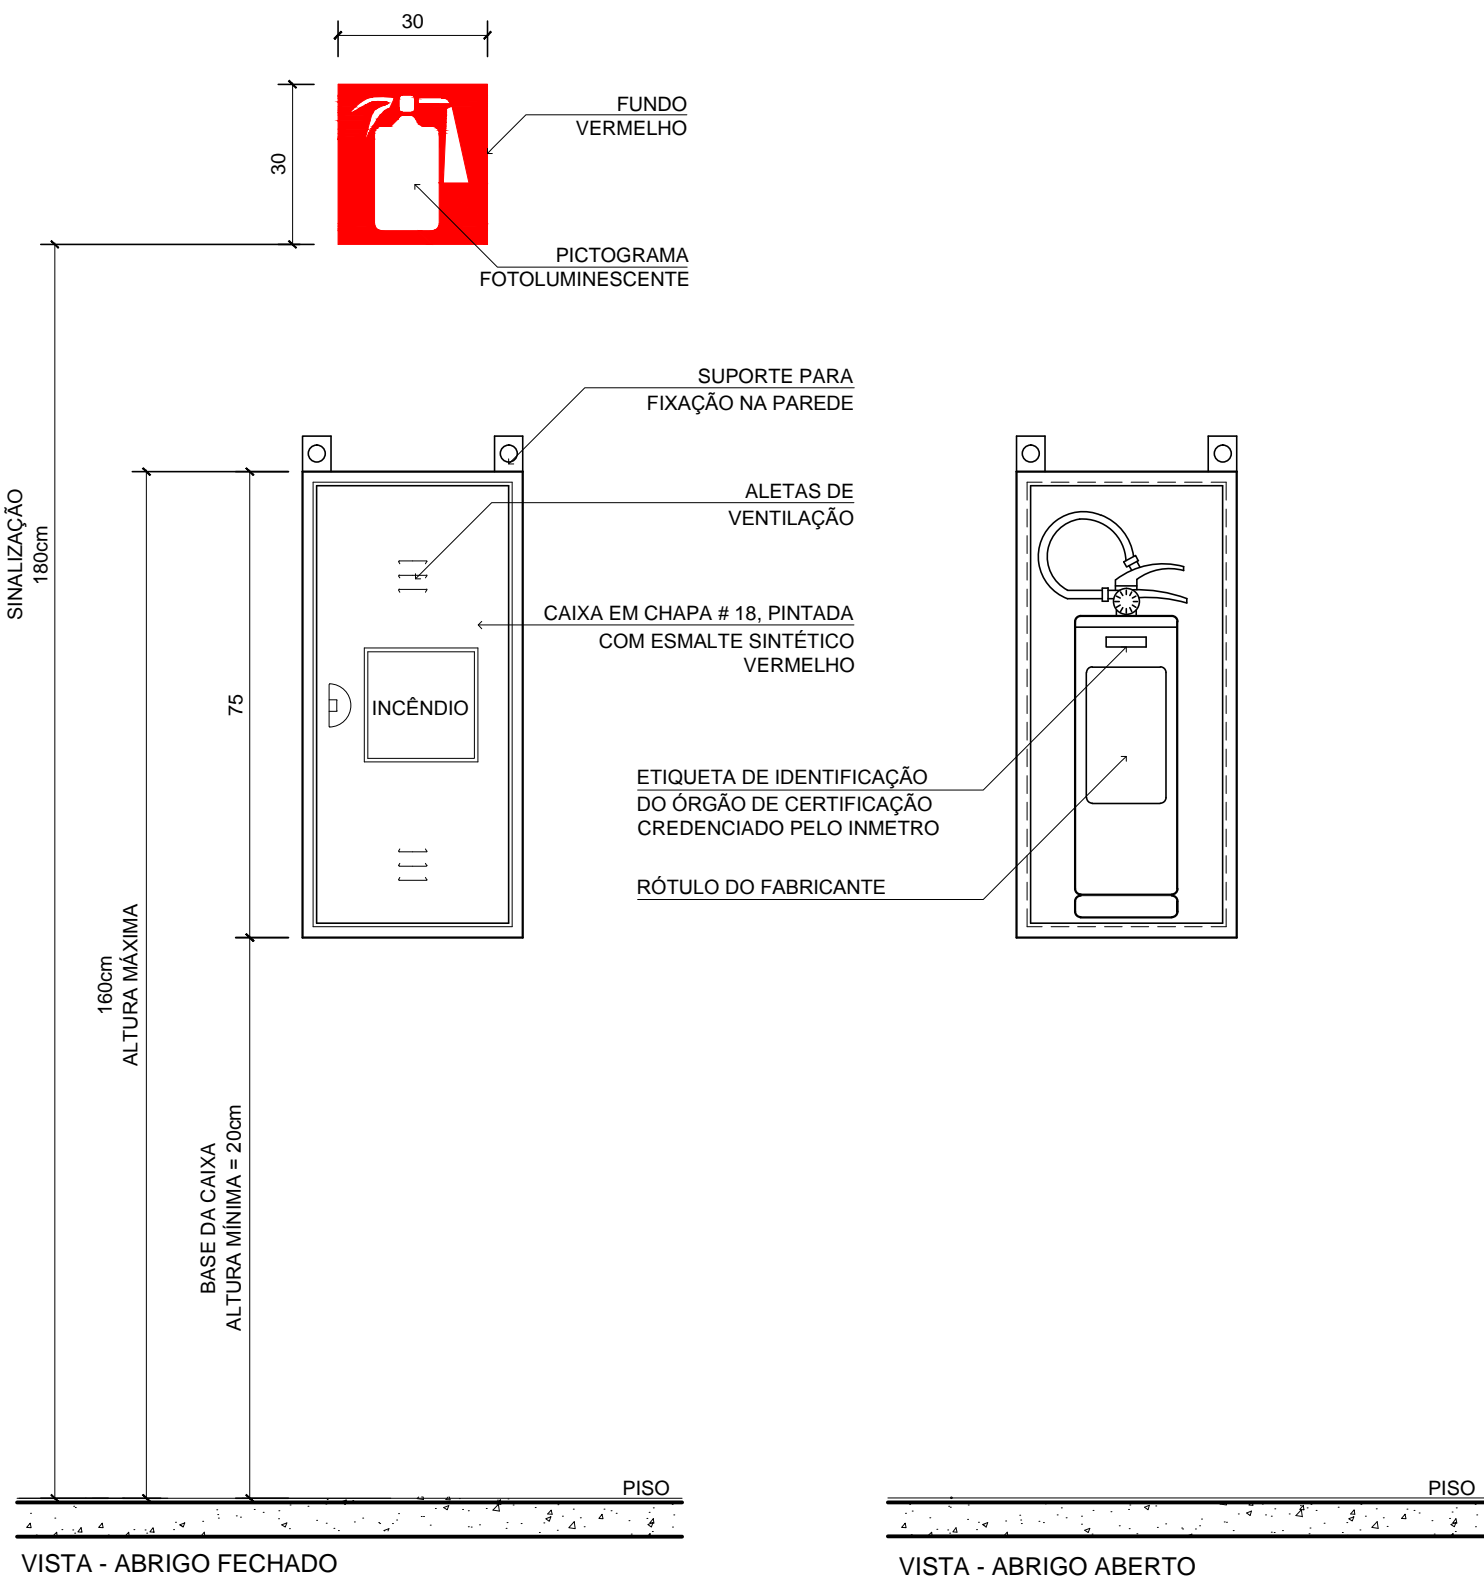 30
30
FUNDO
VERMELHO
PICTOGRAMA
FOTOLUMINESCENTE
SUPORTE PARA
FIXAÇÃO NA PAREDE
ALETAS DE
VENTILAÇÃO
SINALIZAÇÃO
180cm
CAIXA EM CHAPA # 18, PINTADA
COM ESMALTE SINTÉTICO
VERMELHO
75
INCÊNDIO
ETIQUETA DE IDENTIFICAÇÃO
DO ÓRGÃO DE CERTIFICAÇÃO
CREDENCIADO PELO INMETRO
RÓTULO DO FABRICANTE
160cm
ALTURA MÁXIMA
BASE DA CAIXA
ALTURA MÍNIMA = 20cm
PISO
PISO
VISTA - ABRIGO FECHADO
VISTA - ABRIGO ABERTO